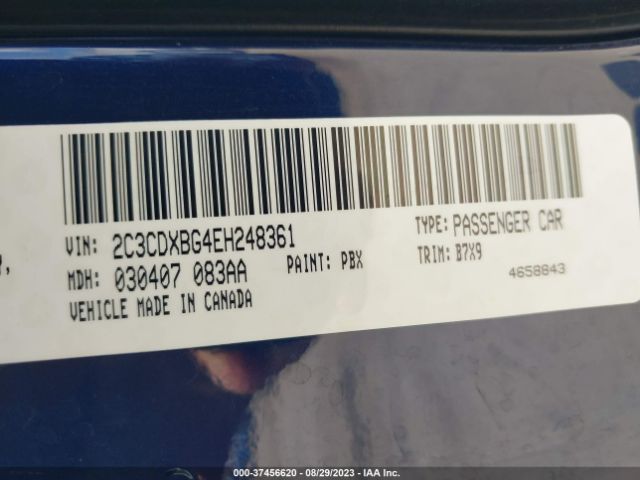 VIN: 2C3CDXBG4EH248361 TYPE: PASSENGER CAR
MDH: 030407 083AA PAINT: PBX TRIM: B7X9
VEHICLE MADE IN CANADA 4658843
000-37456620 - 08/29/2023 - IAA Inc.